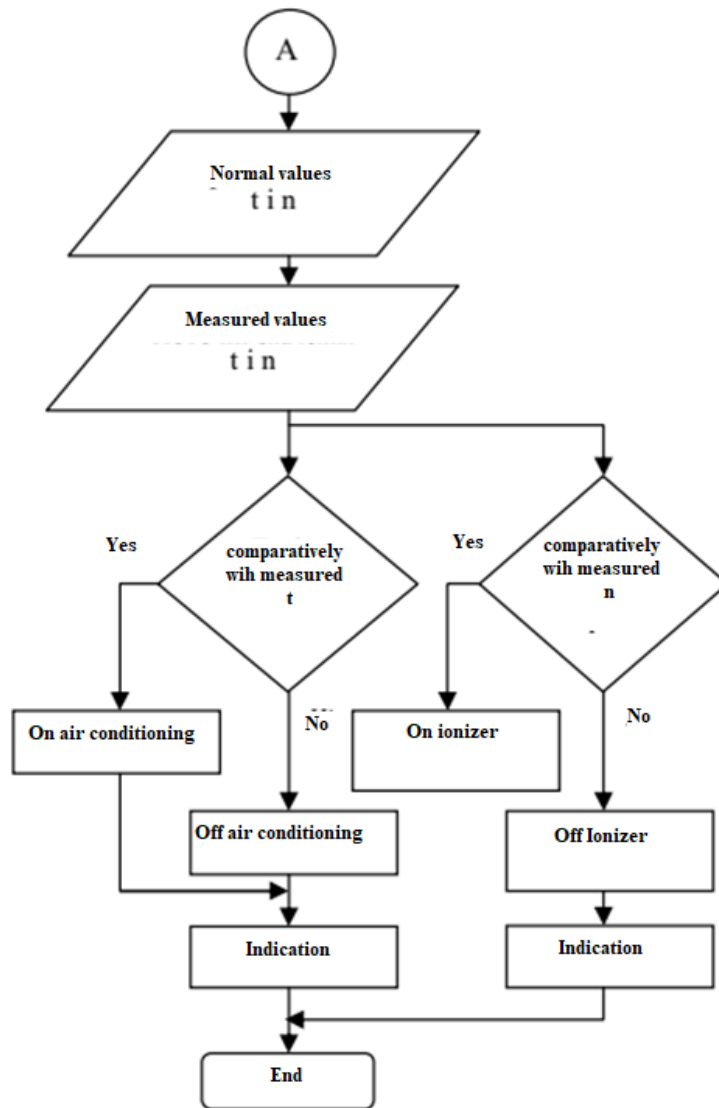 A
Normal values
t i n
Measured values
t i n
Yes
comparatively
wih measured
t
Yes
comparatively
wih measured
n
On air conditioning
No
On ionizer
No
Off air conditioning
Off Ionizer
Indication
Indication
End